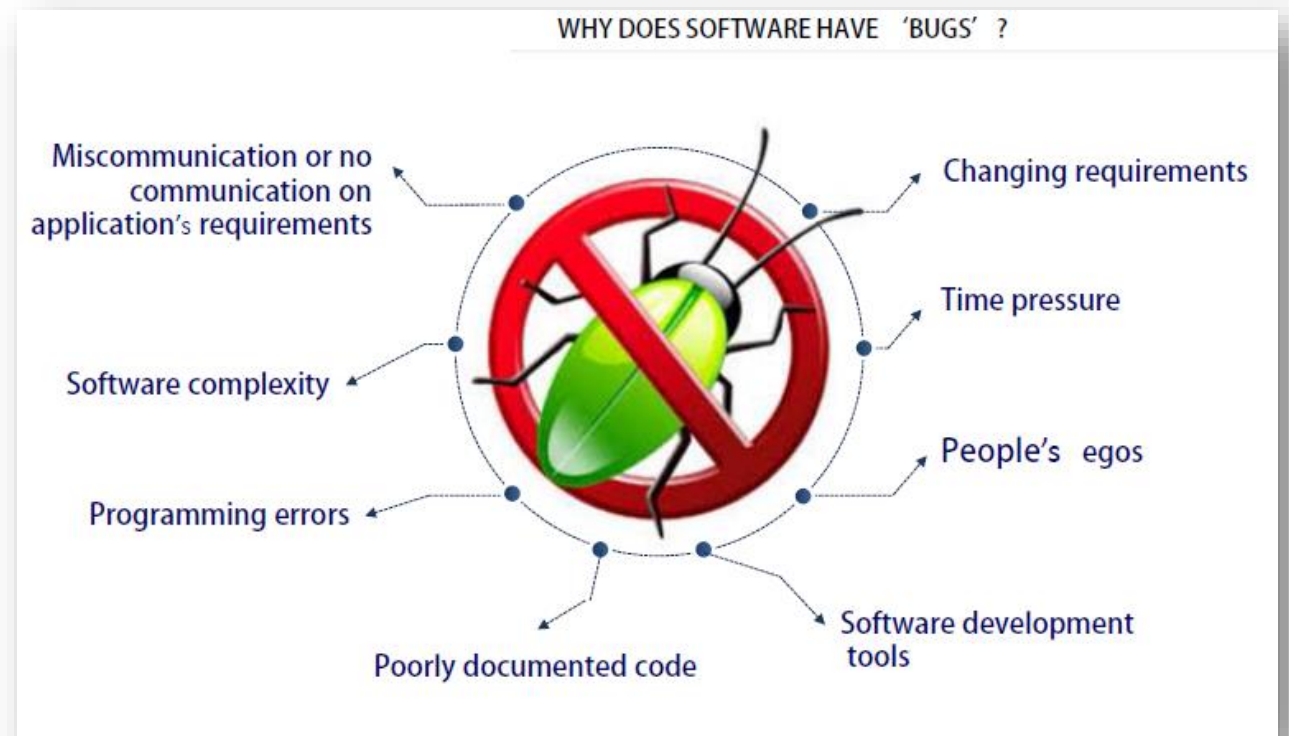 WHY DOES SOFTWARE HAVE ‘BUGS’ ?
Miscommunication or no
communication on
application’s requirements
Software complexity
Programming errors
Poorly documented code
Changing requirements
Time pressure
People’s egos
Software development
tools